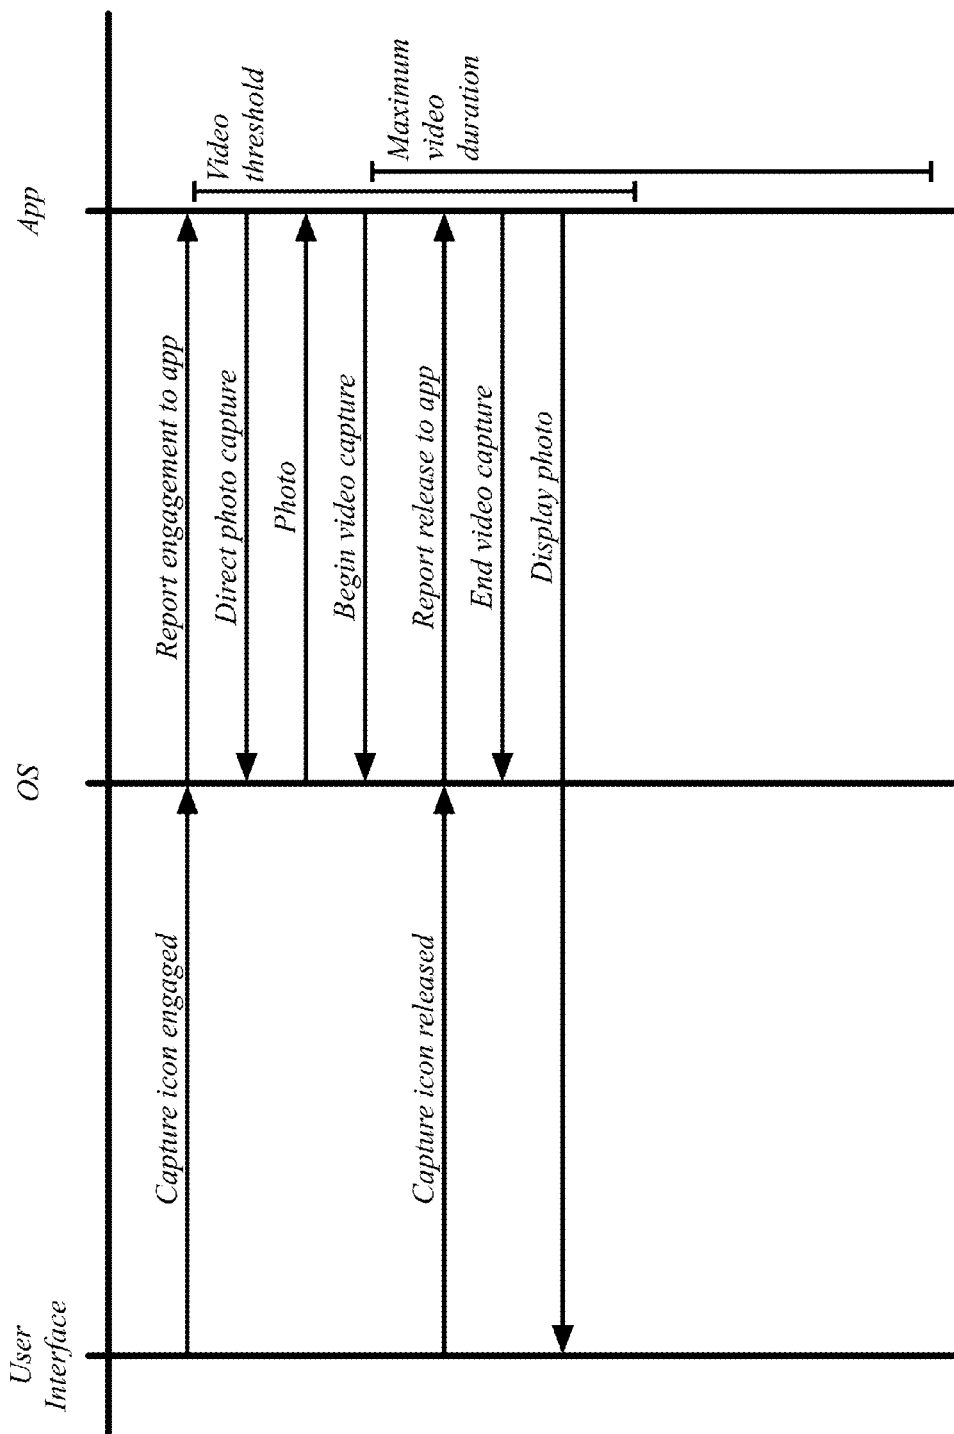 User
Interface
OS
App
Capture icon engaged
Report engagement to app
Video
threshold
Direct photo capture
Photo
Begin video capture
Maximum
video
duration
Capture icon released
Report release to app
End video capture
Display photo